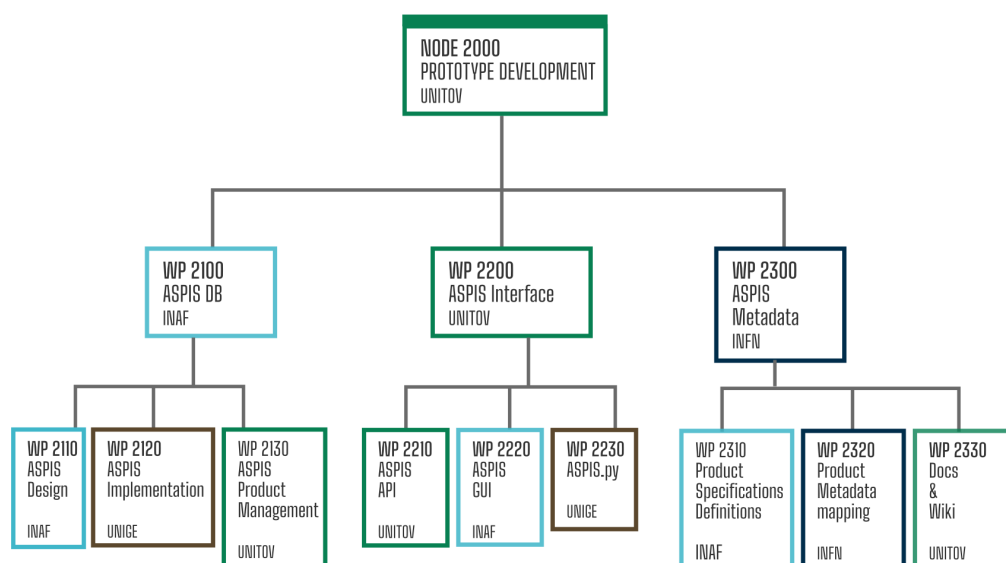 NODE 2000
PROTOTYPE DEVELOPMENT
UNITOV
WP 2100
ASPIS DB
INAF
WP 2200
ASPIS Interface
UNITOV
WP 2300
ASPIS
Metadata
INFN
WP 2110
ASPIS
Design
INAF
WP 2120
ASPIS
Implementation
UNIGE
WP 2130
ASPIS
Product
Management
UNITOV
WP 2210
ASPIS
API
UNITOV
WP 2220
ASPIS
GUI
INAF
WP 2230
ASPIS.py
UNIGE
WP 2310
Product
Specifications
Definitions
INAF
WP 2320
Product
Metadata
mapping
INFN
WP 2330
Docs
&
Wiki
UNITOV